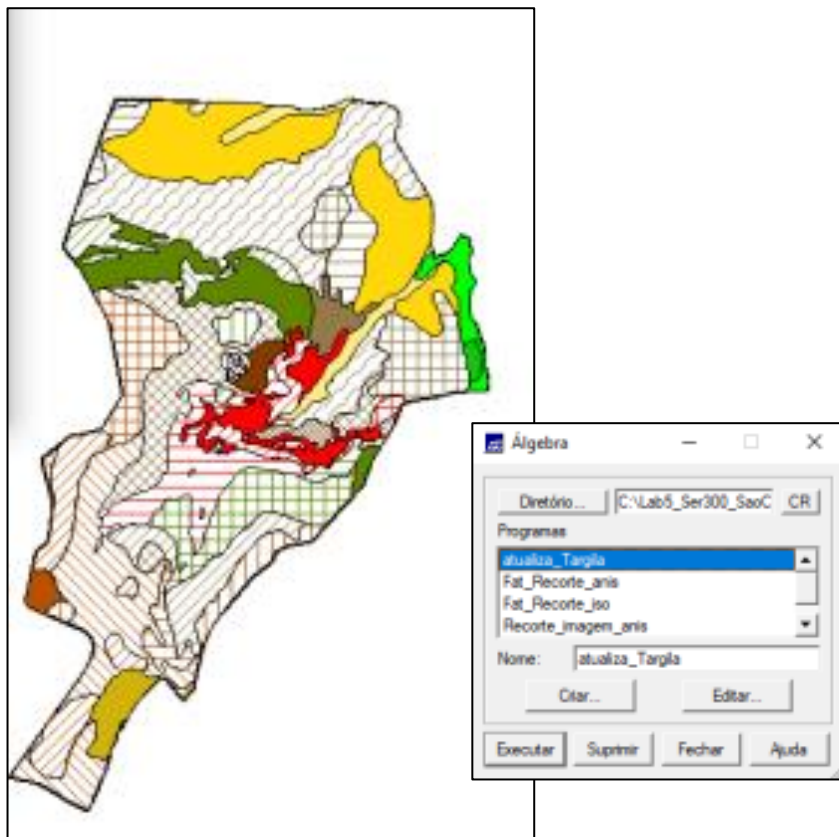 Álgebra
Diretório... C:\Lab5_Ser300_SaoC CR
Programas
atualiza_Targila
Fat_Recorte_anis
Fat_Recorte_iso
Recorte_imagem_anis
Nome: atualiza_Targila
Criar... Editar...
Executar Suprimir Fechar Ajuda